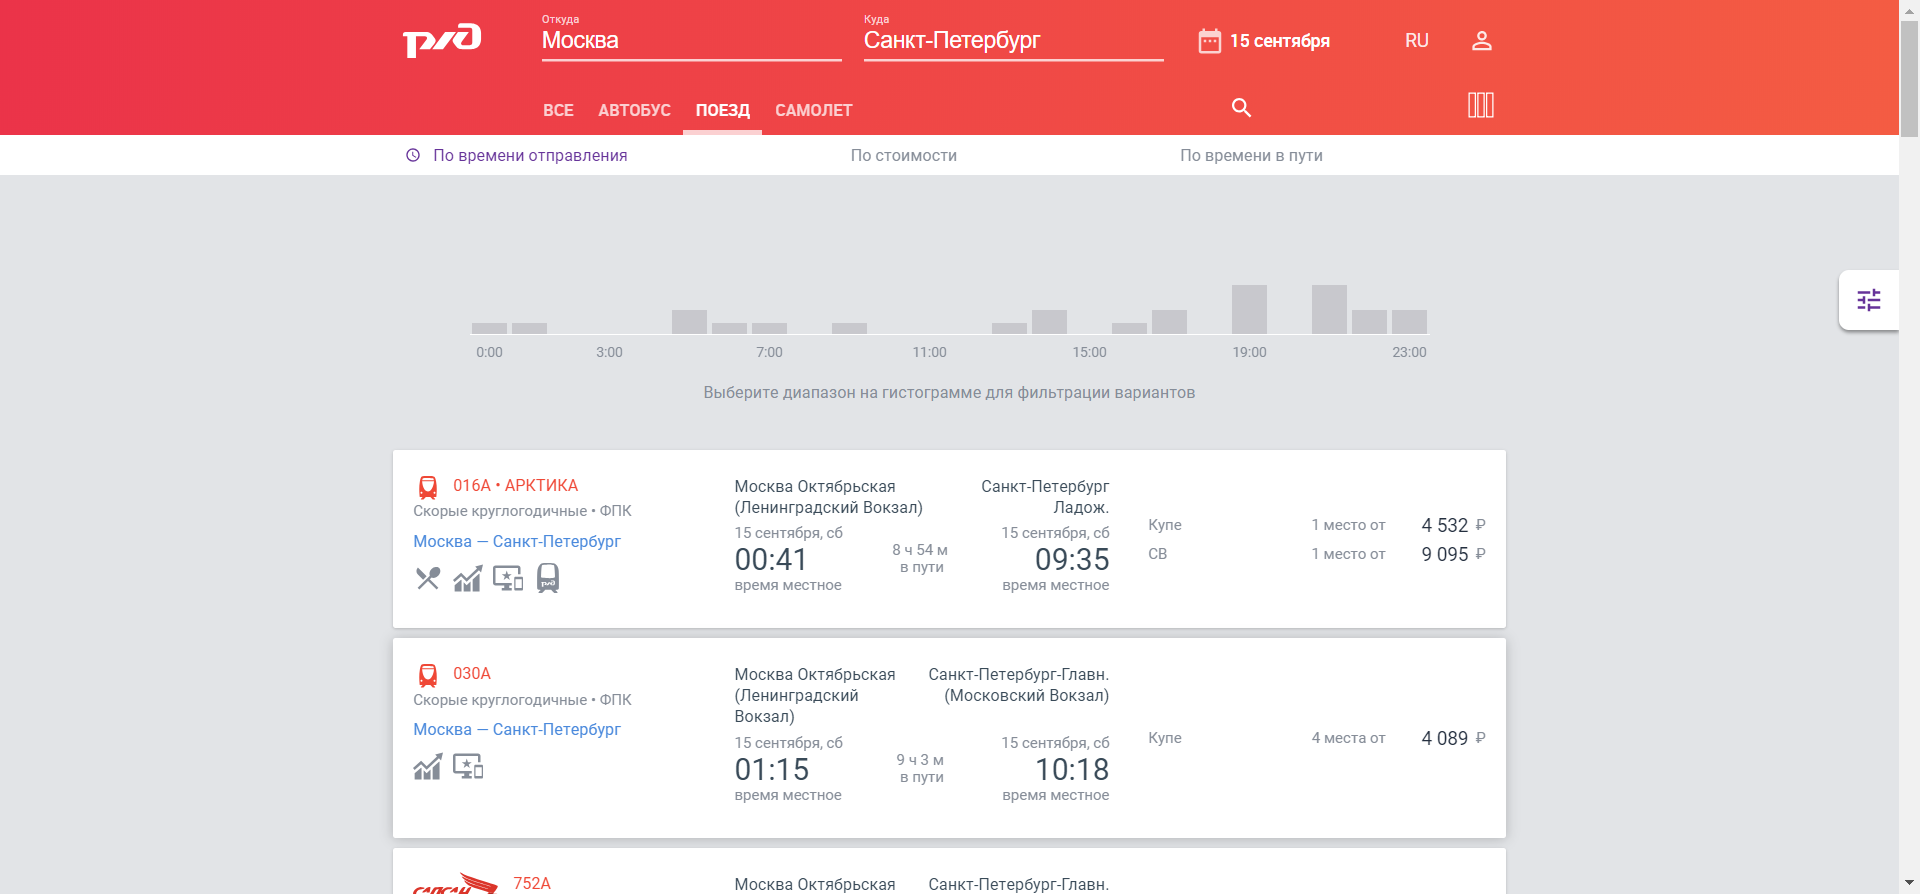 Откуда
Куда
Москва
Санкт-Петербург
15 сентября
RU
ВСЕ
АВТОБУС
ПОЕЗД
САМОЛЕТ
По времени отправления
По стоимости
По времени в пути
0:00
3:00
7:00
11:00
15:00
19:00
23:00
Выберите диапазон на гистограмме для фильтрации вариантов
016А • АРКТИКА
Скорые круглогодичные • ФПК
Москва — Санкт-Петербург
Москва Октябрьская
(Ленинградский Вокзал)
15 сентября, сб
00:41
время местное
8 ч 54 м
в пути
Санкт-Петербург
Ладож.
15 сентября, сб
09:35
время местное
Купе 1 место от 4 532 ₽
СВ 1 место от 9 095 ₽
030А
Скорые круглогодичные • ФПК
Москва — Санкт-Петербург
Москва Октябрьская
(Ленинградский
Вокзал)
15 сентября, сб
01:15
время местное
9 ч 3 м
в пути
Санкт-Петербург-Главн.
(Московский Вокзал)
15 сентября, сб
10:18
время местное
Купе 4 места от 4 089 ₽
752А
Москва Октябрьская
Санкт-Петербург-Главн.